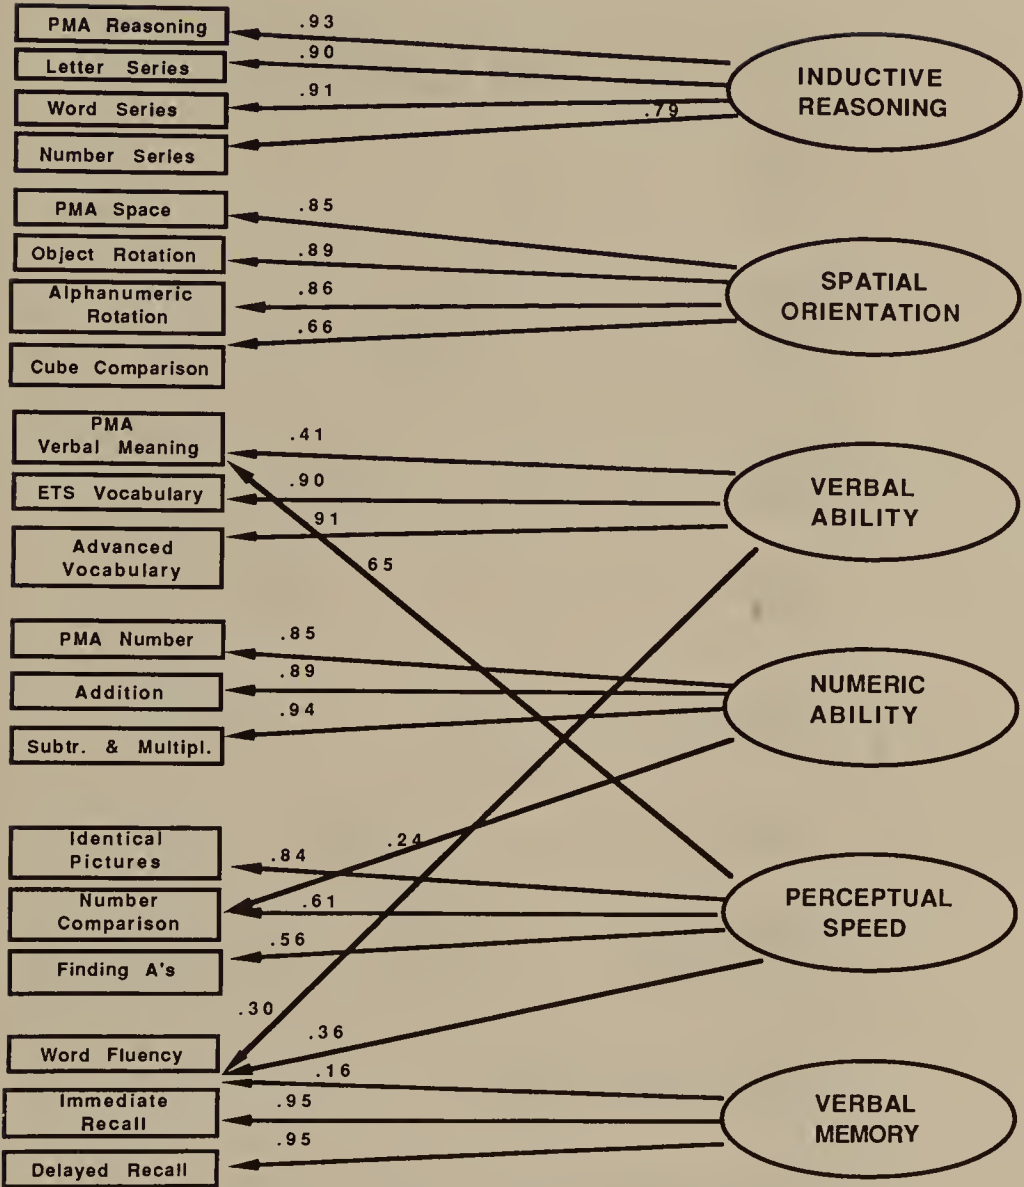 PMA Reasoning
.93
Letter Series
.90
Word Series
.91
Number Series
.79
INDUCTIVE
REASONING
PMA Space
.85
Object Rotation
.89
Alphanumeric
Rotation
.86
Cube Comparison
.66
SPATIAL
ORIENTATION
PMA
Verbal Meaning
.41
ETS Vocabulary
.90
Advanced
Vocabulary
91
65
VERBAL
ABILITY
PMA Number
.85
Addition
.89
Subtr. & Multipl.
.94
NUMERIC
ABILITY
Identical
Pictures
.84
.24
Number
Comparison
.61
Finding A's
.56
PERCEPTUAL
SPEED
.30
Word Fluency
.36
.16
Immediate
Recall
.95
Delayed Recall
.95
VERBAL
MEMORY